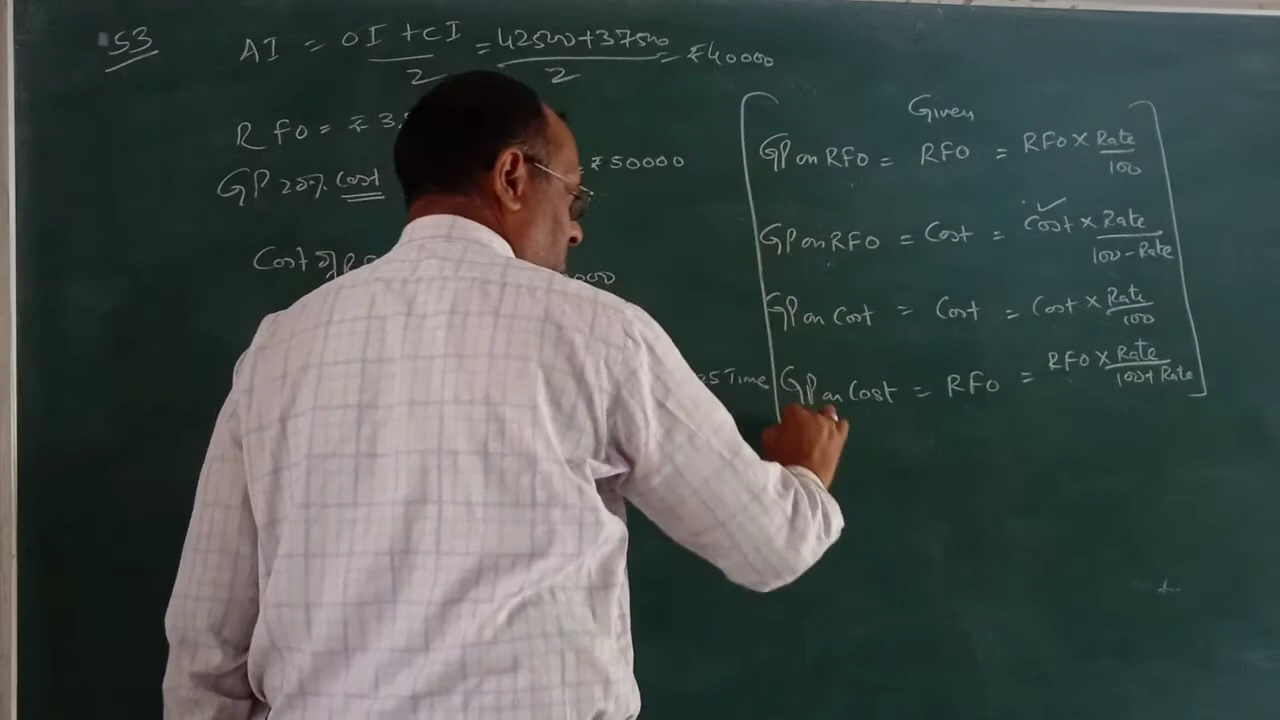 53
AI = OI + CI / 2 = 42500+37500 / 2 = ₹40000
RFO = ₹3.
₹50000
GP 20% Cost
Cost of R
000
os Time
Given
GP on RFO = RFO = RFO × Rate / 100
GP on RFO = Cost = Cost × Rate / 100 - Rate
GP on Cost = Cost = Cost × Rate / 100
GP on Cost = RFO = RFO × Rate / 100+Rate